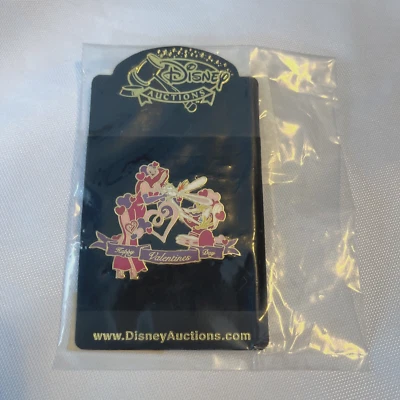 Disney
AUCTIONS
Happy Valentines Day
www.DisneyAuctions.com